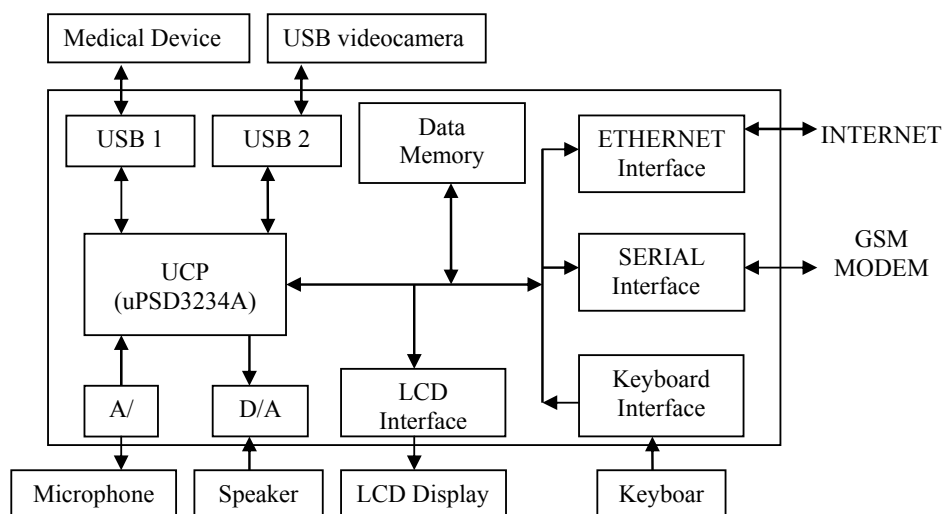 Medical Device
USB videocamera
USB 1
USB 2
Data
Memory
ETHERNET
Interface
INTERNET
UCP
(uPSD3234A)
SERIAL
Interface
GSM
MODEM
A/
D/A
LCD
Interface
Keyboard
Interface
Microphone
Speaker
LCD Display
Keyboar